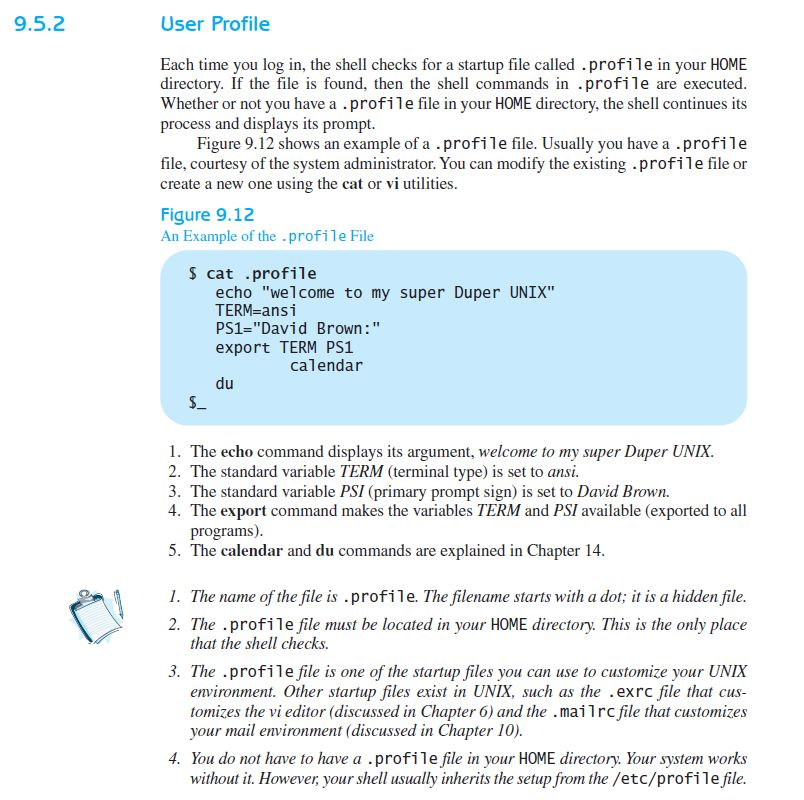 9.5.2 User Profile
Each time you log in, the shell checks for a startup file called .profile in your HOME
directory. If the file is found, then the shell commands in .profile are executed.
Whether or not you have a .profile file in your HOME directory, the shell continues its
process and displays its prompt.
Figure 9.12 shows an example of a .profile file. Usually you have a .profile
file, courtesy of the system administrator. You can modify the existing .profile file or
create a new one using the cat or vi utilities.
Figure 9.12
An Example of the .profile File
$ cat .profile
echo "welcome to my super Duper UNIX"
TERM=ansi
PS1="David Brown:"
export TERM PS1
calendar
du
$_
1. The echo command displays its argument, welcome to my super Duper UNIX.
2. The standard variable TERM (terminal type) is set to ansi.
3. The standard variable PSI (primary prompt sign) is set to David Brown.
4. The export command makes the variables TERM and PSI available (exported to all
programs).
5. The calendar and du commands are explained in Chapter 14.
1. The name of the file is .profile. The filename starts with a dot; it is a hidden file.
2. The .profile file must be located in your HOME directory. This is the only place
that the shell checks.
3. The .profile file is one of the startup files you can use to customize your UNIX
environment. Other startup files exist in UNIX, such as the .exrc file that cus-
tomizes the vi editor (discussed in Chapter 6) and the .mailrc file that customizes
your mail environment (discussed in Chapter 10).
4. You do not have to have a .profile file in your HOME directory. Your system works
without it. However, your shell usually inherits the setup from the /etc/profile file.